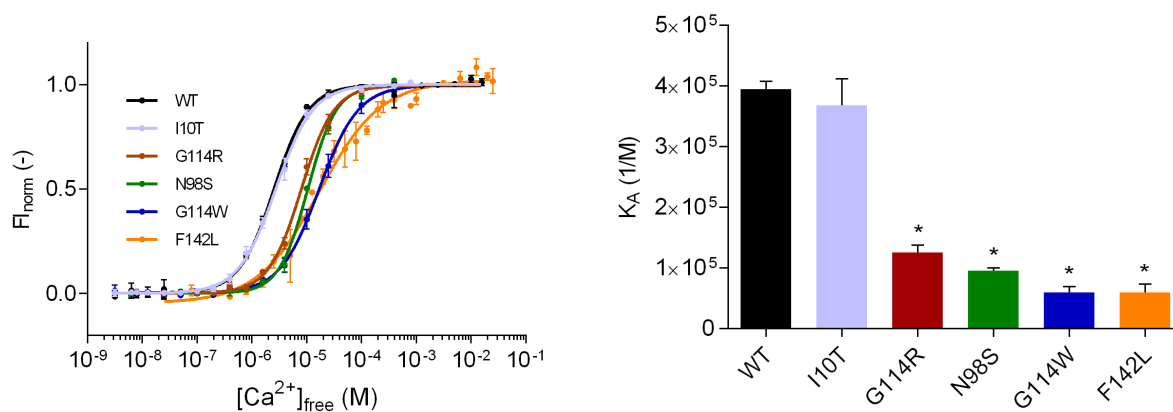 1.0
0.5
0.0
FI_norm (-)
WT
I10T
G114R
N98S
G114W
F142L
10^-9 10^-8 10^-7 10^-6 10^-5 10^-4 10^-3 10^-2 10^-1
[Ca^2+]_free (M)
5×10^5
4×10^5
3×10^5
2×10^5
1×10^5
0
K_A (1/M)
* * * *
WT I10T G114R N98S G114W F142L